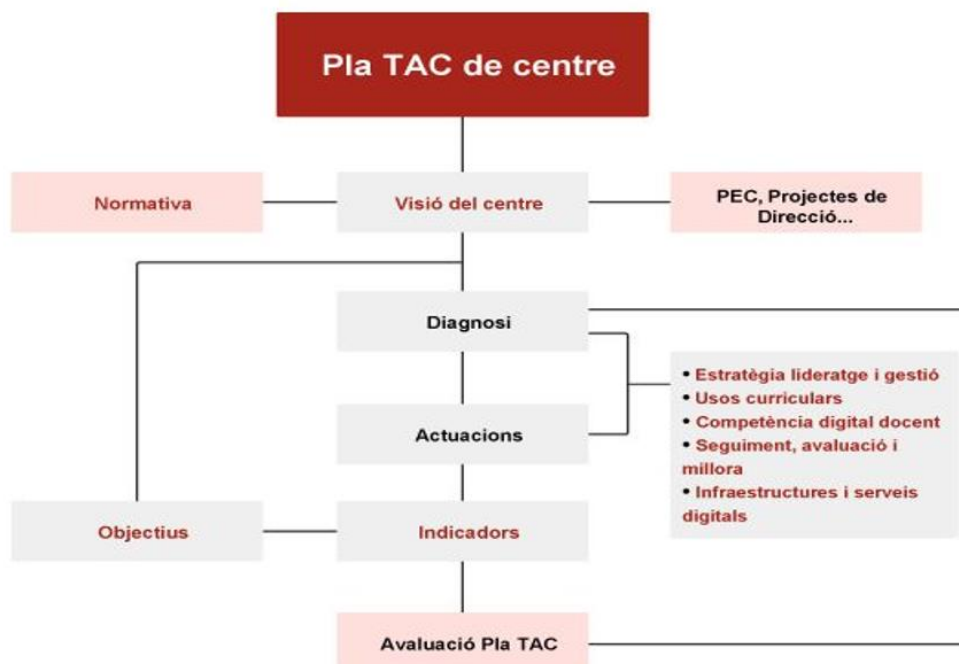 Pla TAC de centre
Normativa
Visió del centre
PEC, Projectes de
Direcció...
Diagnosi
• Estratègia lideratge i gestió
• Usos curriculars
• Competència digital docent
• Seguiment, avaluació i
millora
• Infraestructures i serveis
digitals
Actuacions
Objectius
Indicadors
Avaluació Pla TAC